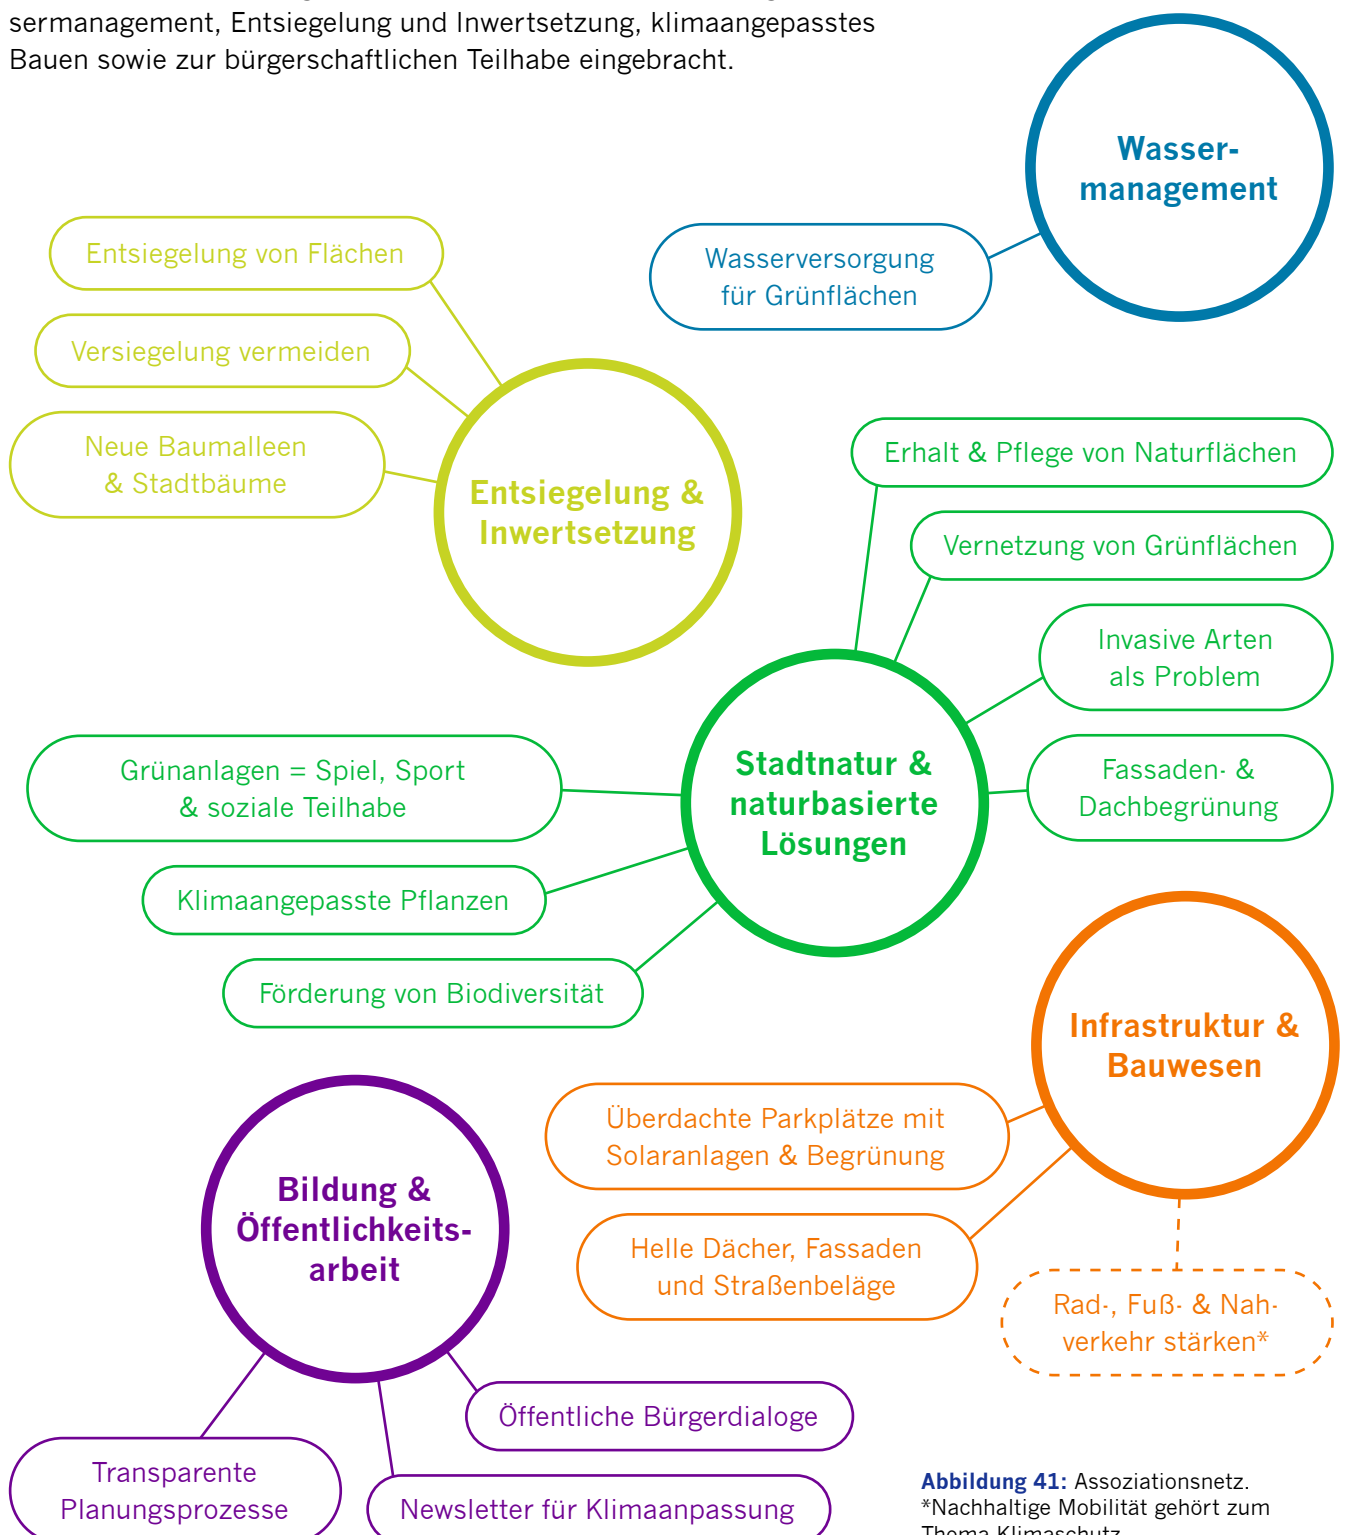 sermanagement, Entsiegelung und Inwertsetzung, klimaangepasstes
Bauen sowie zur bürgerschaftlichen Teilhabe eingebracht.
Wasser-
management
Wasserversorgung
für Grünflächen
Entsiegelung von Flächen
Versiegelung vermeiden
Neue Baumalleen
& Stadtbäume
Entsiegelung &
Inwertsetzung
Erhalt & Pflege von Naturflächen
Vernetzung von Grünflächen
Invasive Arten
als Problem
Fassaden- &
Dachbegrünung
Stadtnatur &
naturbasierte
Lösungen
Grünanlagen = Spiel, Sport
& soziale Teilhabe
Klimaangepasste Pflanzen
Förderung von Biodiversität
Infrastruktur &
Bauwesen
Überdachte Parkplätze mit
Solaranlagen & Begrünung
Helle Dächer, Fassaden
und Straßenbeläge
Rad-, Fuß- & Nah-
verkehr stärken*
Bildung &
Öffentlichkeits-
arbeit
Öffentliche Bürgerdialoge
Transparente
Planungsprozesse
Newsletter für Klimaanpassung
Abbildung 41: Assoziationsnetz.
*Nachhaltige Mobilität gehört zum
Thema Klimaschutz